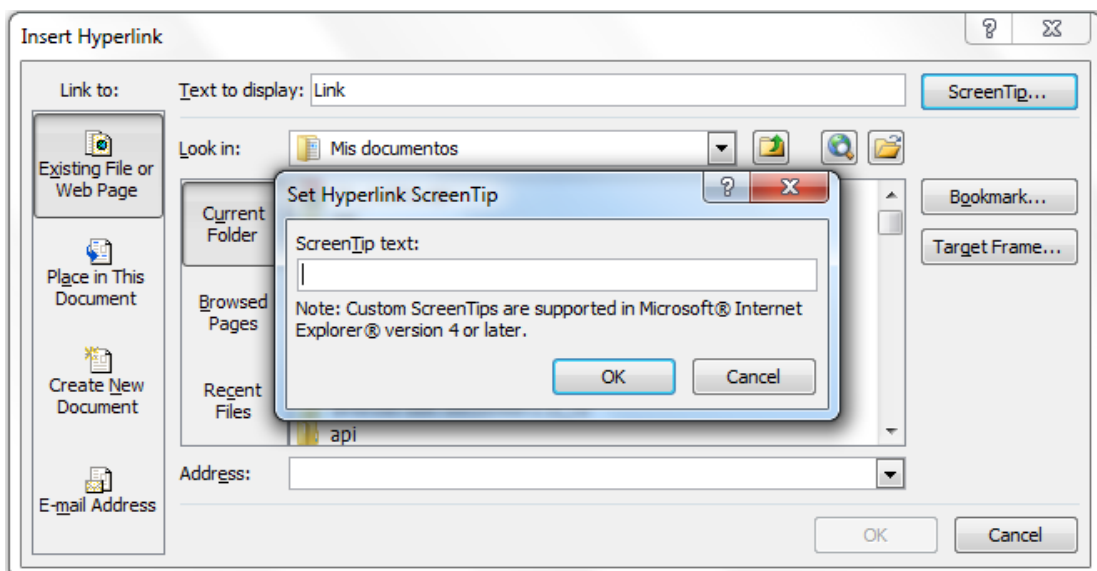 Insert Hyperlink
Link to:
Text to display: Link
ScreenTip...
Existing File or
Web Page
Look in: Mis documentos
Set Hyperlink ScreenTip
Current
Folder
Bookmark...
ScreenTip text:
Target Frame...
Place in This
Document
Browsed
Pages
Note: Custom ScreenTips are supported in Microsoft® Internet
Explorer® version 4 or later.
OK Cancel
Create New
Document
Recent
Files
api
Address:
E-mail Address
OK Cancel